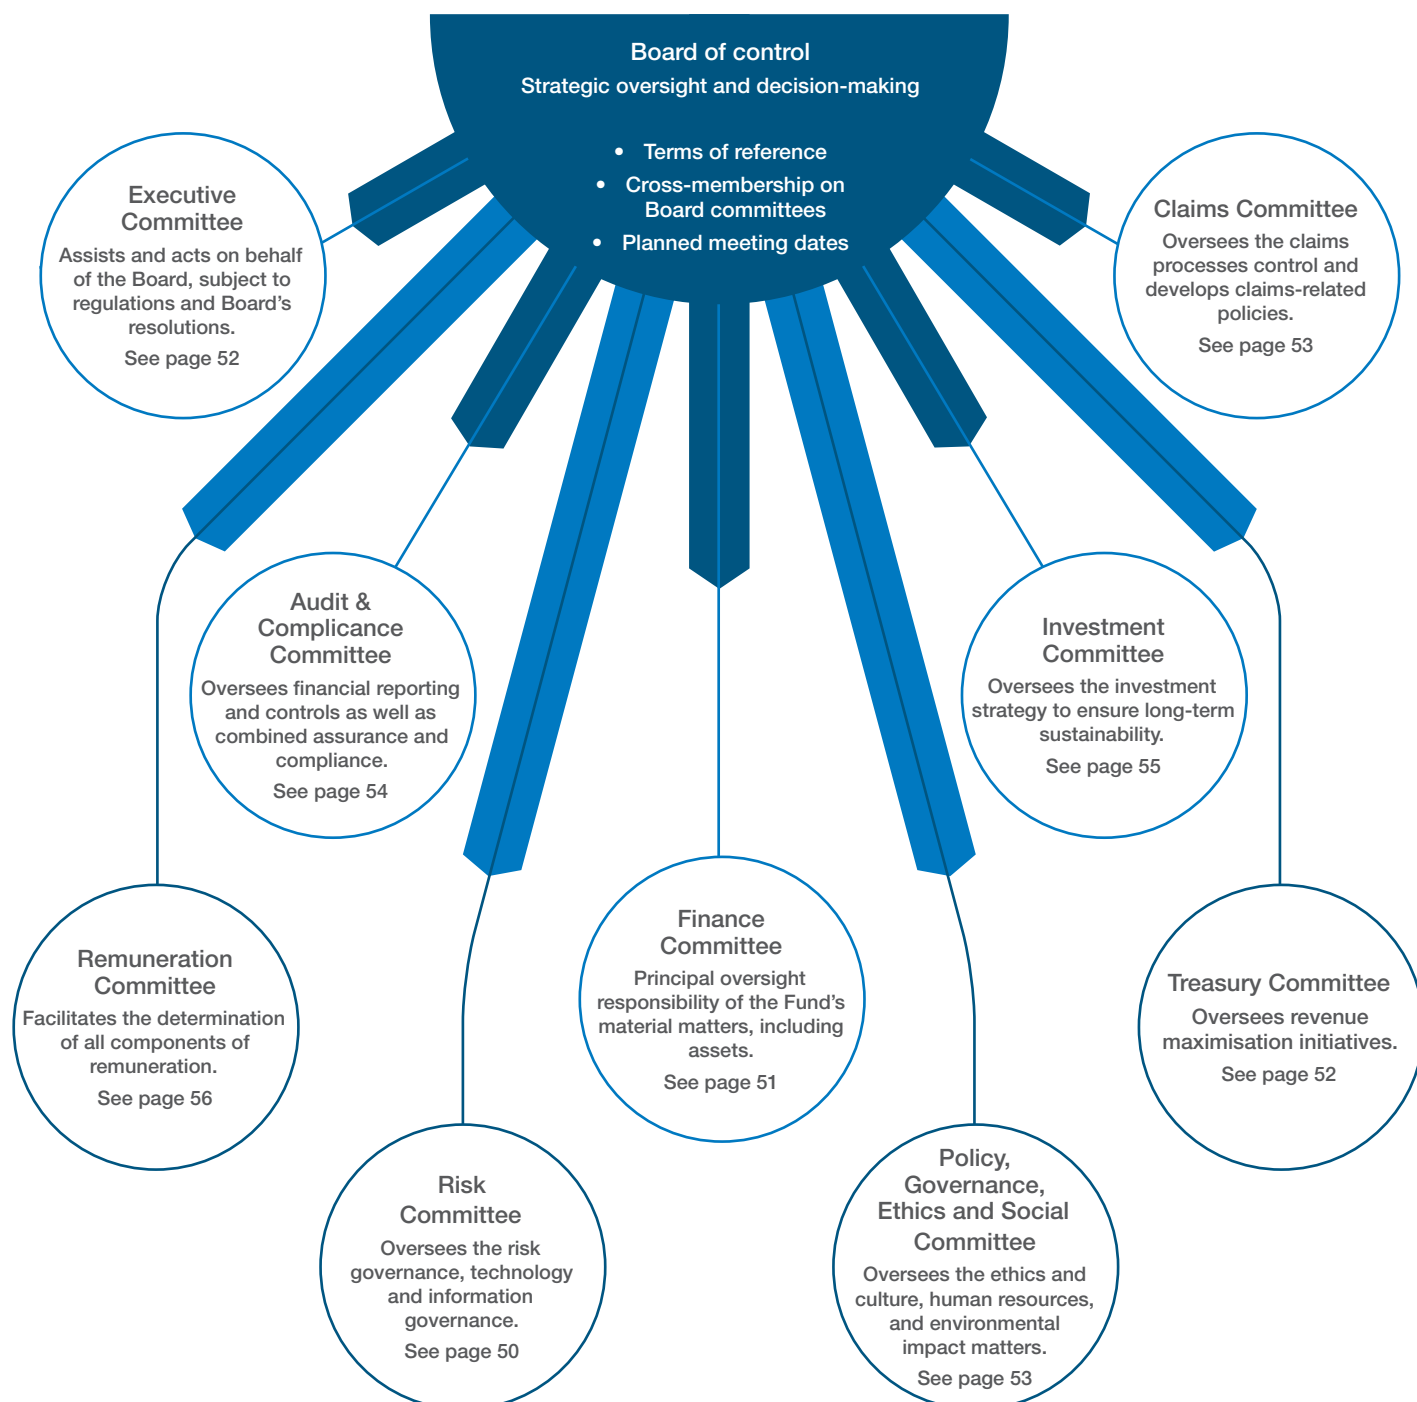 Board of control
Strategic oversight and decision-making
• Terms of reference
• Cross-membership on
Board committees
• Planned meeting dates
Executive
Committee
Assists and acts on behalf
of the Board, subject to
regulations and Board’s
resolutions.
See page 52
Claims Committee
Oversees the claims
processes control and
develops claims-related
policies.
See page 53
Audit &
Complicance
Committee
Oversees financial reporting
and controls as well as
combined assurance and
compliance.
See page 54
Investment
Committee
Oversees the investment
strategy to ensure long-term
sustainability.
See page 55
Remuneration
Committee
Facilitates the determination
of all components of
remuneration.
See page 56
Finance
Committee
Principal oversight
responsibility of the Fund’s
material matters, including
assets.
See page 51
Treasury Committee
Oversees revenue
maximisation initiatives.
See page 52
Risk
Committee
Oversees the risk
governance, technology
and information
governance.
See page 50
Policy,
Governance,
Ethics and Social
Committee
Oversees the ethics and
culture, human resources,
and environmental
impact matters.
See page 53